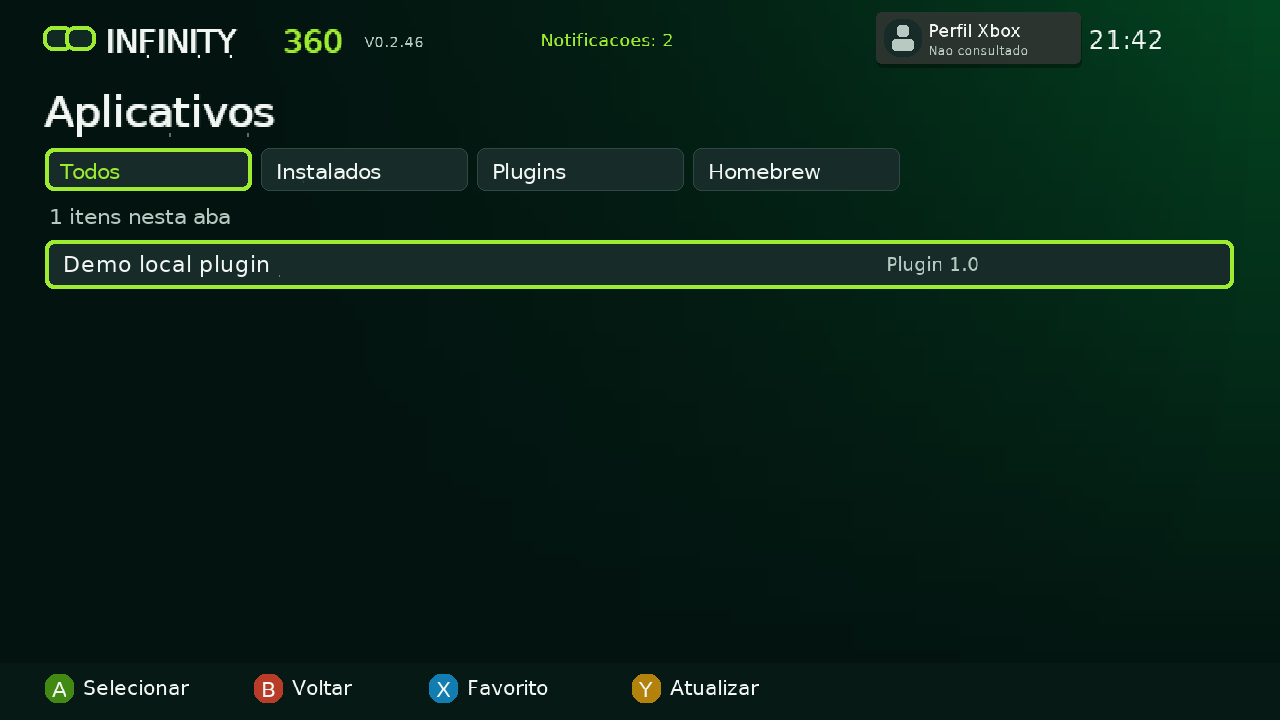 INFINITY 360 V0.2.46 Notificacoes: 2 Perfil Xbox 21:42
Nao consultado
Aplicativos
Todos Instalados Plugins Homebrew
1 itens nesta aba
Demo local plugin Plugin 1.0
A Selecionar B Voltar X Favorito Y Atualizar